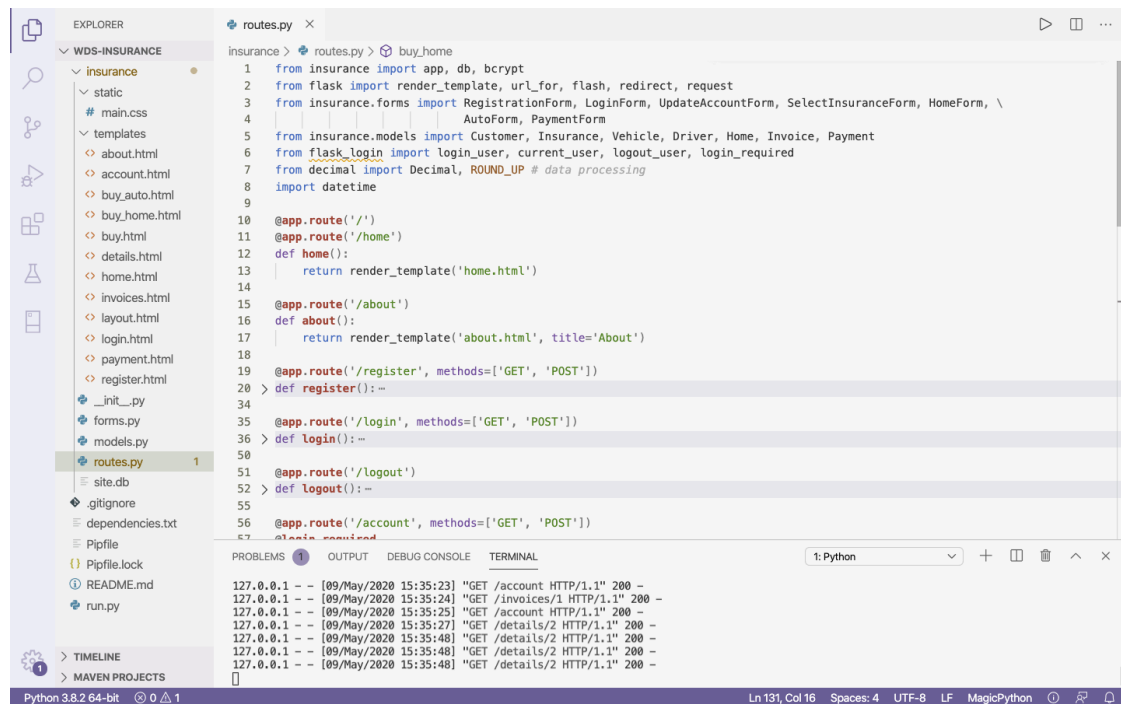 EXPLORER
WDS-INSURANCE
insurance
static
# main.css
templates
<> about.html
<> account.html
<> buy_auto.html
<> buy_home.html
<> buy.html
<> details.html
<> home.html
<> invoices.html
<> layout.html
<> login.html
<> payment.html
<> register.html
__init__.py
forms.py
models.py
routes.py 1
site.db
.gitignore
dependencies.txt
Pipfile
{} Pipfile.lock
README.md
run.py
TIMELINE
MAVEN PROJECTS
1
routes.py ×
insurance > routes.py > buy_home
1 from insurance import app, db, bcrypt
2 from flask import render_template, url_for, flash, redirect, request
3 from insurance.forms import RegistrationForm, LoginForm, UpdateAccountForm, SelectInsuranceForm, HomeForm, \
4 AutoForm, PaymentForm
5 from insurance.models import Customer, Insurance, Vehicle, Driver, Home, Invoice, Payment
6 from flask_login import login_user, current_user, logout_user, login_required
7 from decimal import Decimal, ROUND_UP # data processing
8 import datetime
9
10 @app.route('/')
11 @app.route('/home')
12 def home():
13 return render_template('home.html')
14
15 @app.route('/about')
16 def about():
17 return render_template('about.html', title='About')
18
19 @app.route('/register', methods=['GET', 'POST'])
20 > def register():…
34
35 @app.route('/login', methods=['GET', 'POST'])
36 > def login():…
50
51 @app.route('/logout')
52 > def logout():…
55
56 @app.route('/account', methods=['GET', 'POST'])
57 @login_required
PROBLEMS 1 OUTPUT DEBUG CONSOLE TERMINAL 1: Python
127.0.0.1 - - [09/May/2020 15:35:23] "GET /account HTTP/1.1" 200 -
127.0.0.1 - - [09/May/2020 15:35:24] "GET /invoices/1 HTTP/1.1" 200 -
127.0.0.1 - - [09/May/2020 15:35:25] "GET /account HTTP/1.1" 200 -
127.0.0.1 - - [09/May/2020 15:35:27] "GET /details/2 HTTP/1.1" 200 -
127.0.0.1 - - [09/May/2020 15:35:48] "GET /details/2 HTTP/1.1" 200 -
127.0.0.1 - - [09/May/2020 15:35:48] "GET /details/2 HTTP/1.1" 200 -
127.0.0.1 - - [09/May/2020 15:35:48] "GET /details/2 HTTP/1.1" 200 -
Python 3.8.2 64-bit 0 1 Ln 131, Col 16 Spaces: 4 UTF-8 LF MagicPython